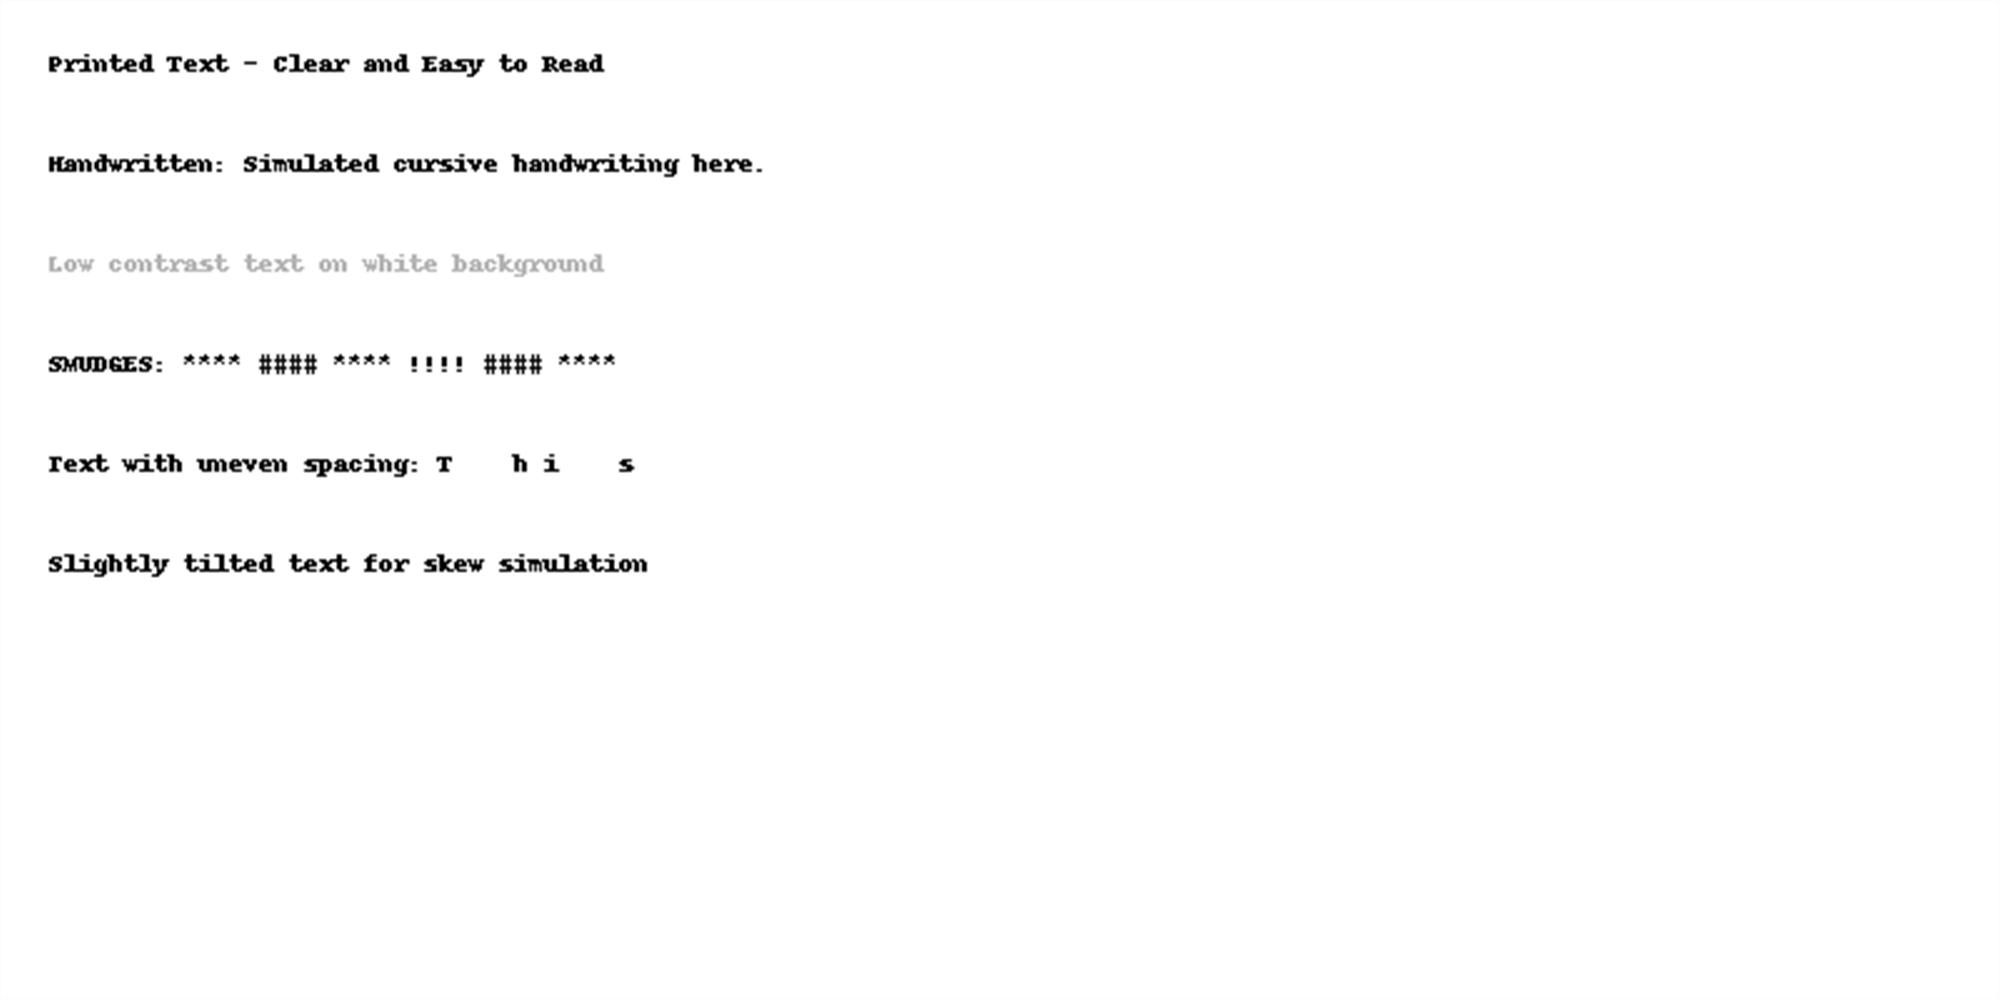 Printed Text - Clear and Easy to Read
Handwritten: Simulated cursive handwriting here.
Low contrast text on white background
SMUDGES: **** #### **** !!!! #### ****
Text with uneven spacing: T    h i    s
Slightly tilted text for skew simulation